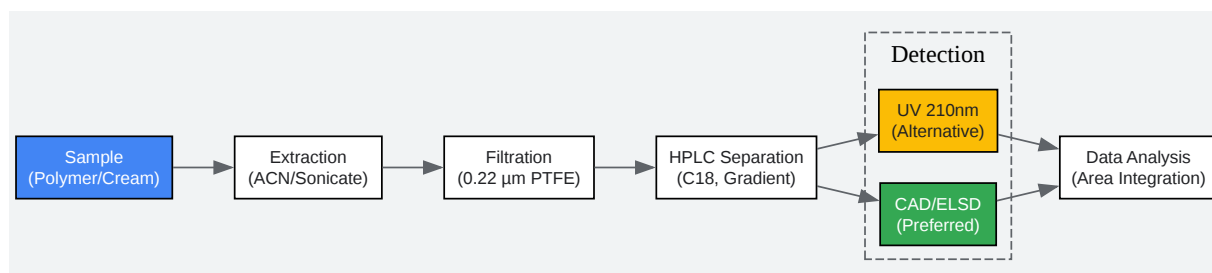 Detection
Sample
(Polymer/Cream)
Extraction
(ACN/Sonicate)
Filtration
(0.22 µm PTFE)
HPLC Separation
(C18, Gradient)
UV 210nm
(Alternative)
CAD/ELSD
(Preferred)
Data Analysis
(Area Integration)